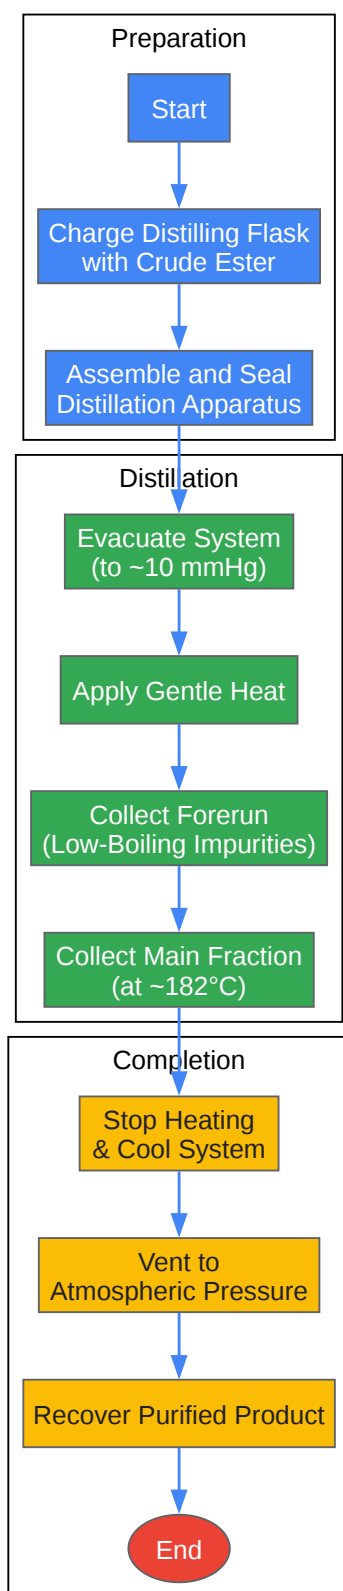 Preparation
Start
Charge Distilling Flask
with Crude Ester
Assemble and Seal
Distillation Apparatus
Distillation
Evacuate System
(to ~10 mmHg)
Apply Gentle Heat
Collect Forerun
(Low-Boiling Impurities)
Collect Main Fraction
(at ~182°C)
Completion
Stop Heating
& Cool System
Vent to
Atmospheric Pressure
Recover Purified Product
End